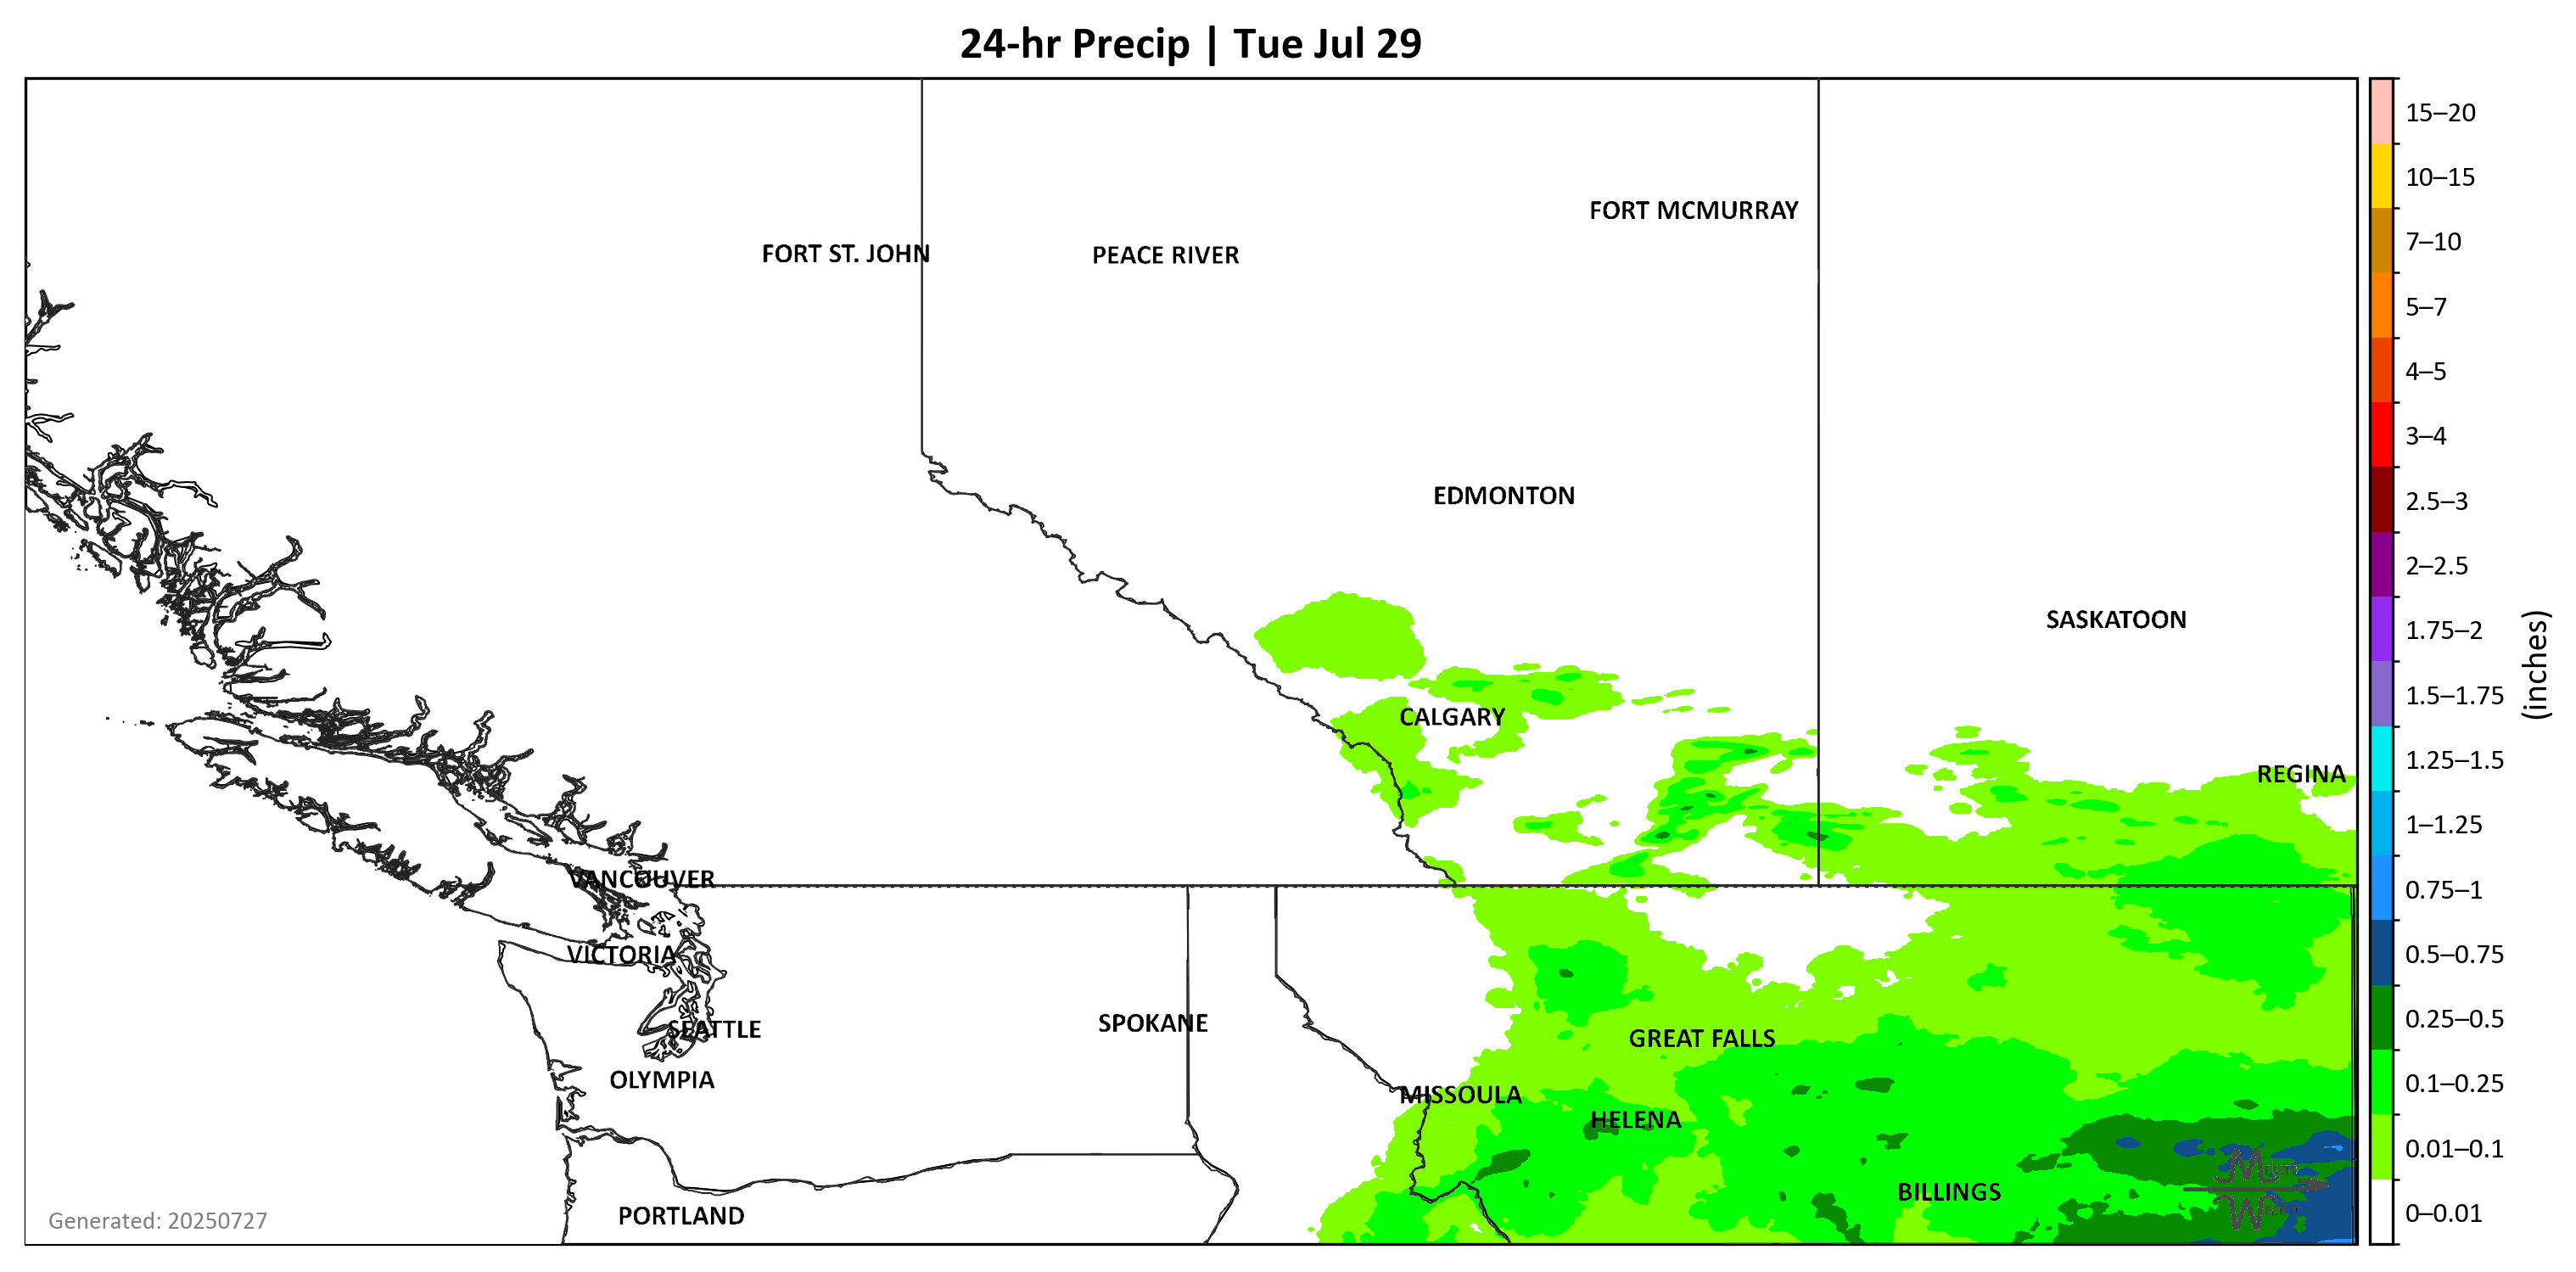 24-hr Precip | Tue Jul 29
FORT MCMURRAY
FORT ST. JOHN
PEACE RIVER
EDMONTON
SASKATOON
CALGARY
REGINA
VANCOUVER
VICTORIA
SPOKANE
SEATTLE
GREAT FALLS
OLYMPIA
MISSOULA
HELENA
BILLINGS
PORTLAND
Generated: 20250727
15–20
10–15
7–10
5–7
4–5
3–4
2.5–3
2–2.5
1.75–2
1.5–1.75
1.25–1.5
1–1.25
0.75–1
0.5–0.75
0.25–0.5
0.1–0.25
0.01–0.1
0–0.01
(inches)